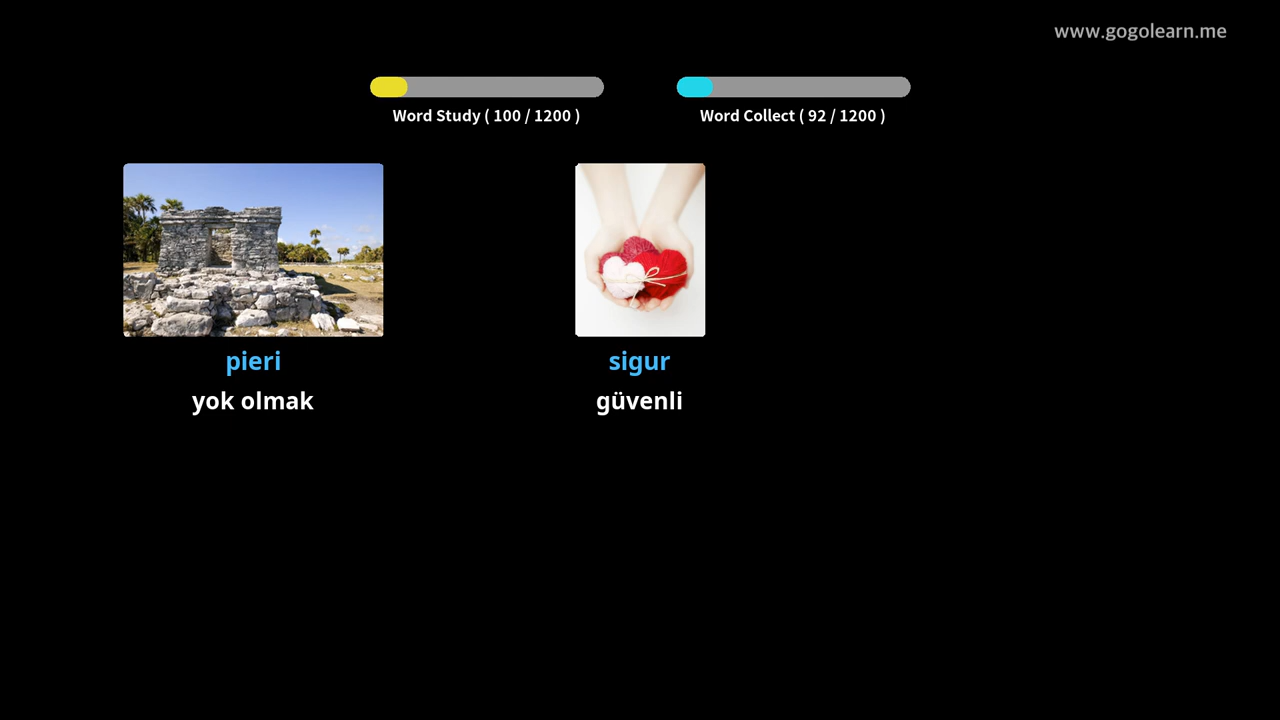 www.gogolearn.me
Word Study ( 100 / 1200 )
Word Collect ( 92 / 1200 )
pieri
yok olmak
sigur
güvenli